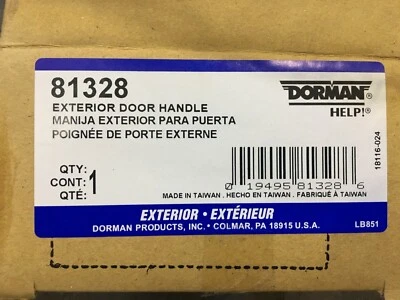 81328
EXTERIOR DOOR HANDLE
MANIJA EXTERIOR PARA PUERTA
POIGNÉE DE PORTE EXTERNE
DORMAN
HELP!®
18116-024
QTY:
CONT: 1
QTÉ:
0 19495 81328 6
MADE IN TAIWAN . HECHO EN TAIWAN . FABRIQUÉ À TAIWAN
EXTERIOR • EXTÉRIEUR
DORMAN PRODUCTS, INC. • COLMAR, PA 18915 U.S.A.
LB851